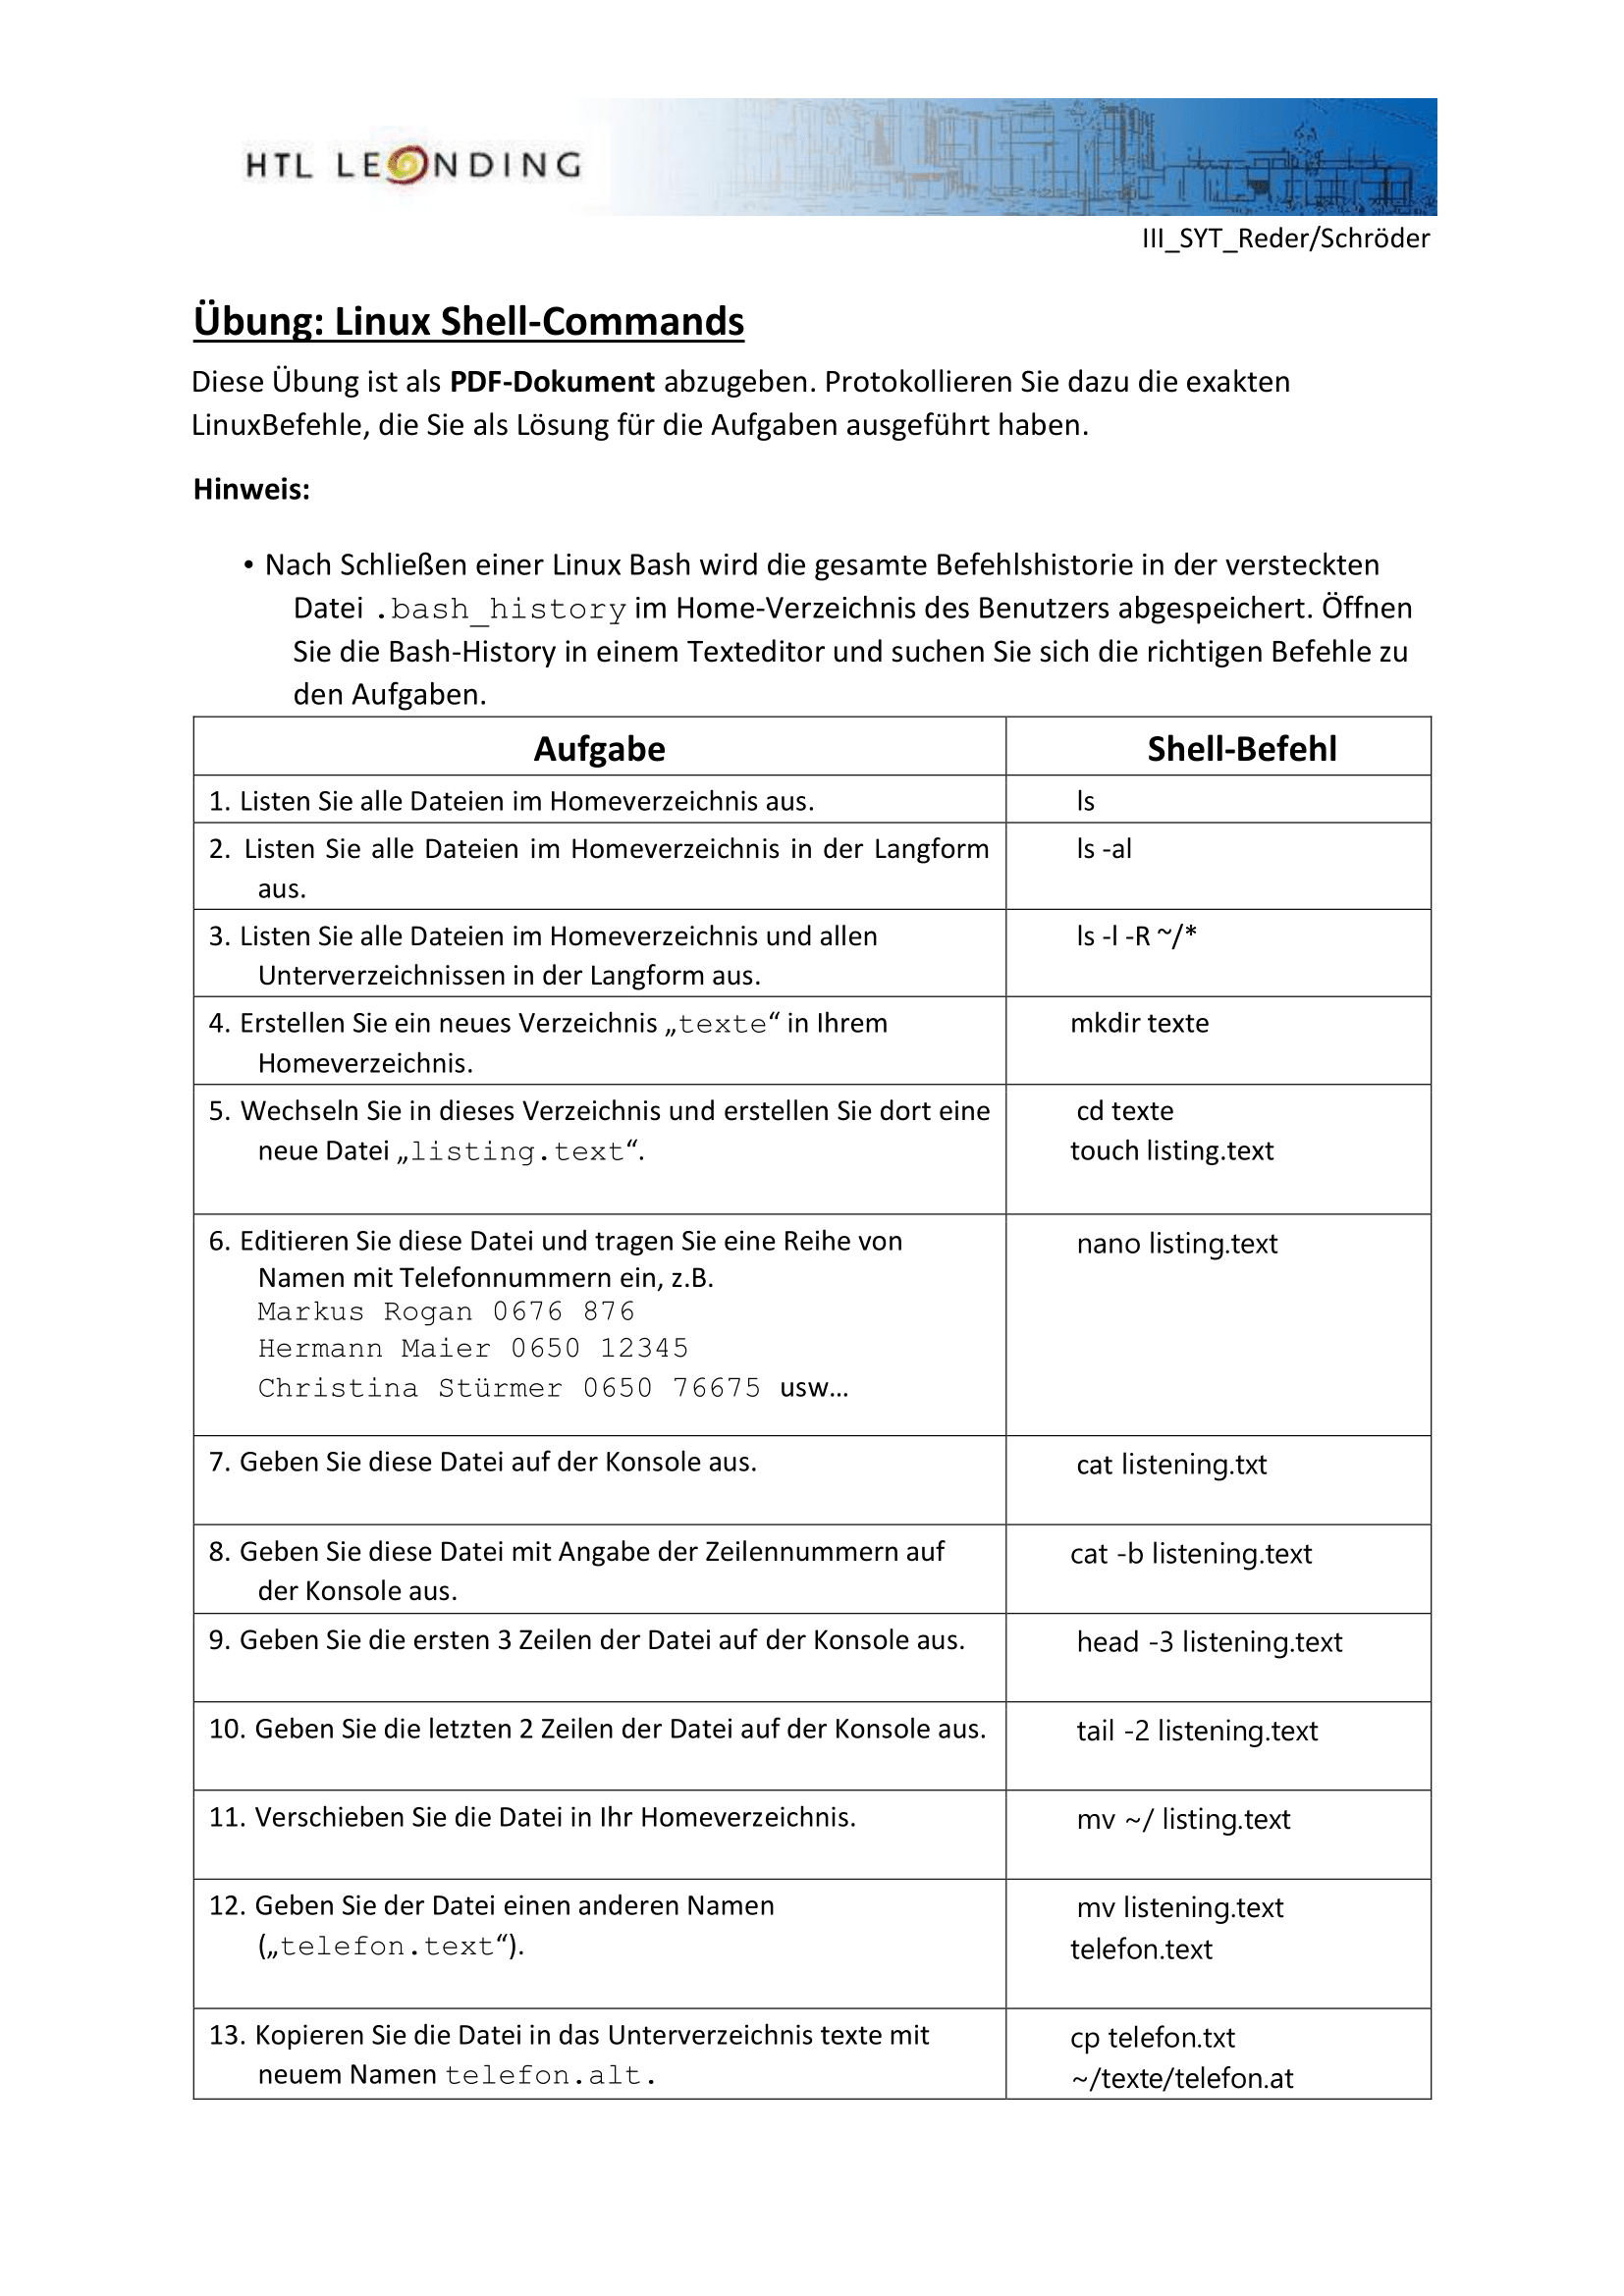 HTL LEONDING
III_SYT_Reder/Schröder
Übung: Linux Shell-Commands
Diese Übung ist als PDF-Dokument abzugeben. Protokollieren Sie dazu die exakten
LinuxBefehle, die Sie als Lösung für die Aufgaben ausgeführt haben.
Hinweis:
• Nach Schließen einer Linux Bash wird die gesamte Befehlshistorie in der versteckten
Datei .bash_history im Home-Verzeichnis des Benutzers abgespeichert. Öffnen
Sie die Bash-History in einem Texteditor und suchen Sie sich die richtigen Befehle zu
den Aufgaben.
Aufgabe Shell-Befehl
1. Listen Sie alle Dateien im Homeverzeichnis aus. ls
2. Listen Sie alle Dateien im Homeverzeichnis in der Langform ls -al
aus.
3. Listen Sie alle Dateien im Homeverzeichnis und allen ls -l -R ~/*
Unterverzeichnissen in der Langform aus.
4. Erstellen Sie ein neues Verzeichnis „texte“ in Ihrem mkdir texte
Homeverzeichnis.
5. Wechseln Sie in dieses Verzeichnis und erstellen Sie dort eine cd texte
neue Datei „listing.text“. touch listing.text
6. Editieren Sie diese Datei und tragen Sie eine Reihe von nano listing.text
Namen mit Telefonnummern ein, z.B.
Markus Rogan 0676 876
Hermann Maier 0650 12345
Christina Stürmer 0650 76675 usw...
7. Geben Sie diese Datei auf der Konsole aus. cat listening.txt
8. Geben Sie diese Datei mit Angabe der Zeilennummern auf cat -b listening.text
der Konsole aus.
9. Geben Sie die ersten 3 Zeilen der Datei auf der Konsole aus. head -3 listening.text
10. Geben Sie die letzten 2 Zeilen der Datei auf der Konsole aus. tail -2 listening.text
11. Verschieben Sie die Datei in Ihr Homeverzeichnis. mv ~/ listing.text
12. Geben Sie der Datei einen anderen Namen mv listening.text
(„telefon.text“). telefon.text
13. Kopieren Sie die Datei in das Unterverzeichnis texte mit cp telefon.txt
neuem Namen telefon.alt. ~/texte/telefon.at